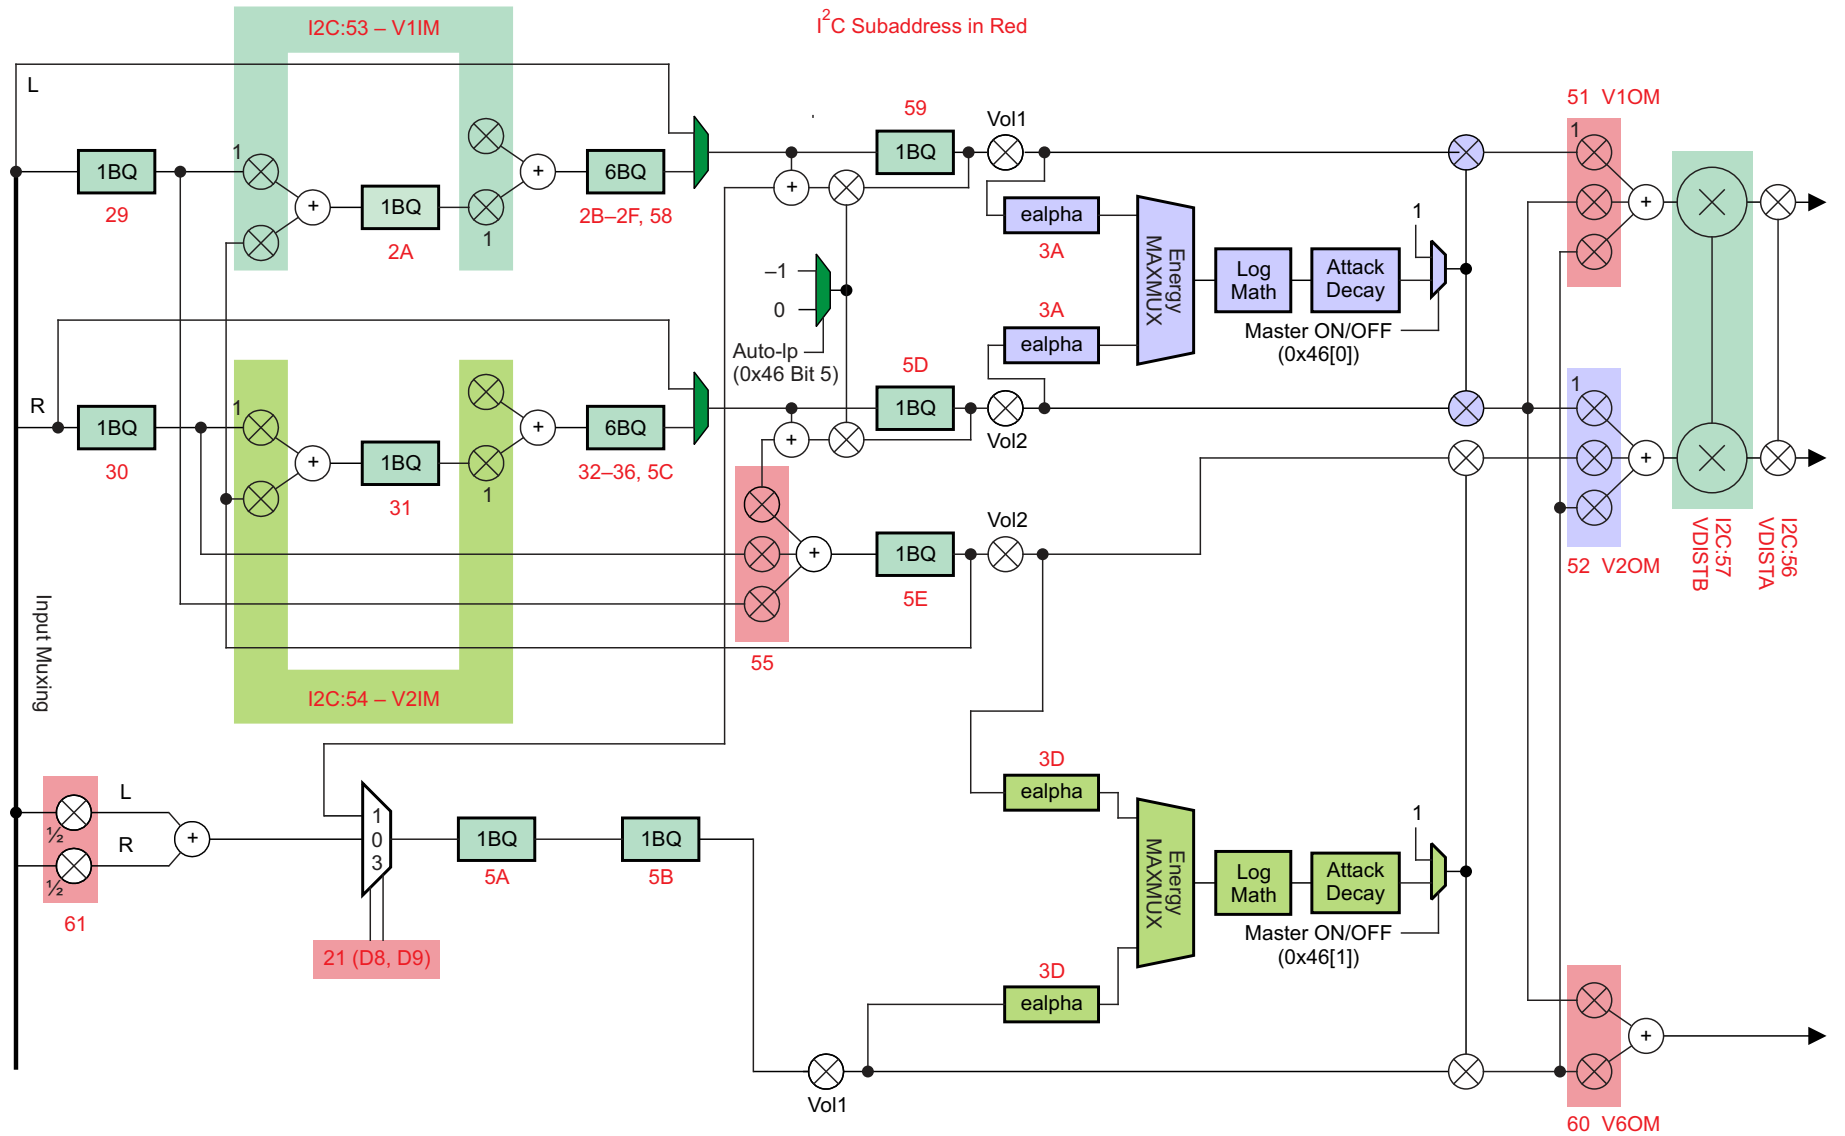 I2C:53 – V1IM
I2C Subaddress in Red
L
1
1BQ
29
+
1BQ
2A
1
+
6BQ
2B–2F, 58
59
1BQ
+
Vol1
51 V1OM
1
+
ealpha
3A
Energy
MAXMUX
Log
Math
Attack
Decay
1
Master ON/OFF
(0x46[0])
–1
0
Auto-lp
(0x46 Bit 5)
3A
ealpha
R
1
1BQ
30
+
1BQ
31
1
+
6BQ
32–36, 5C
5D
1BQ
+
Vol2
1
+
52 V2OM
I2C:57
VDISTB
I2C:56
VDISTA
Vol2
+
1BQ
5E
55
Input Muxing
I2C:54 – V2IM
L
½
R
½
61
+
1
0
3
21 (D8, D9)
1BQ
5A
1BQ
5B
3D
ealpha
Energy
MAXMUX
Log
Math
Attack
Decay
1
Master ON/OFF
(0x46[1])
3D
ealpha
Vol1
+
60 V6OM